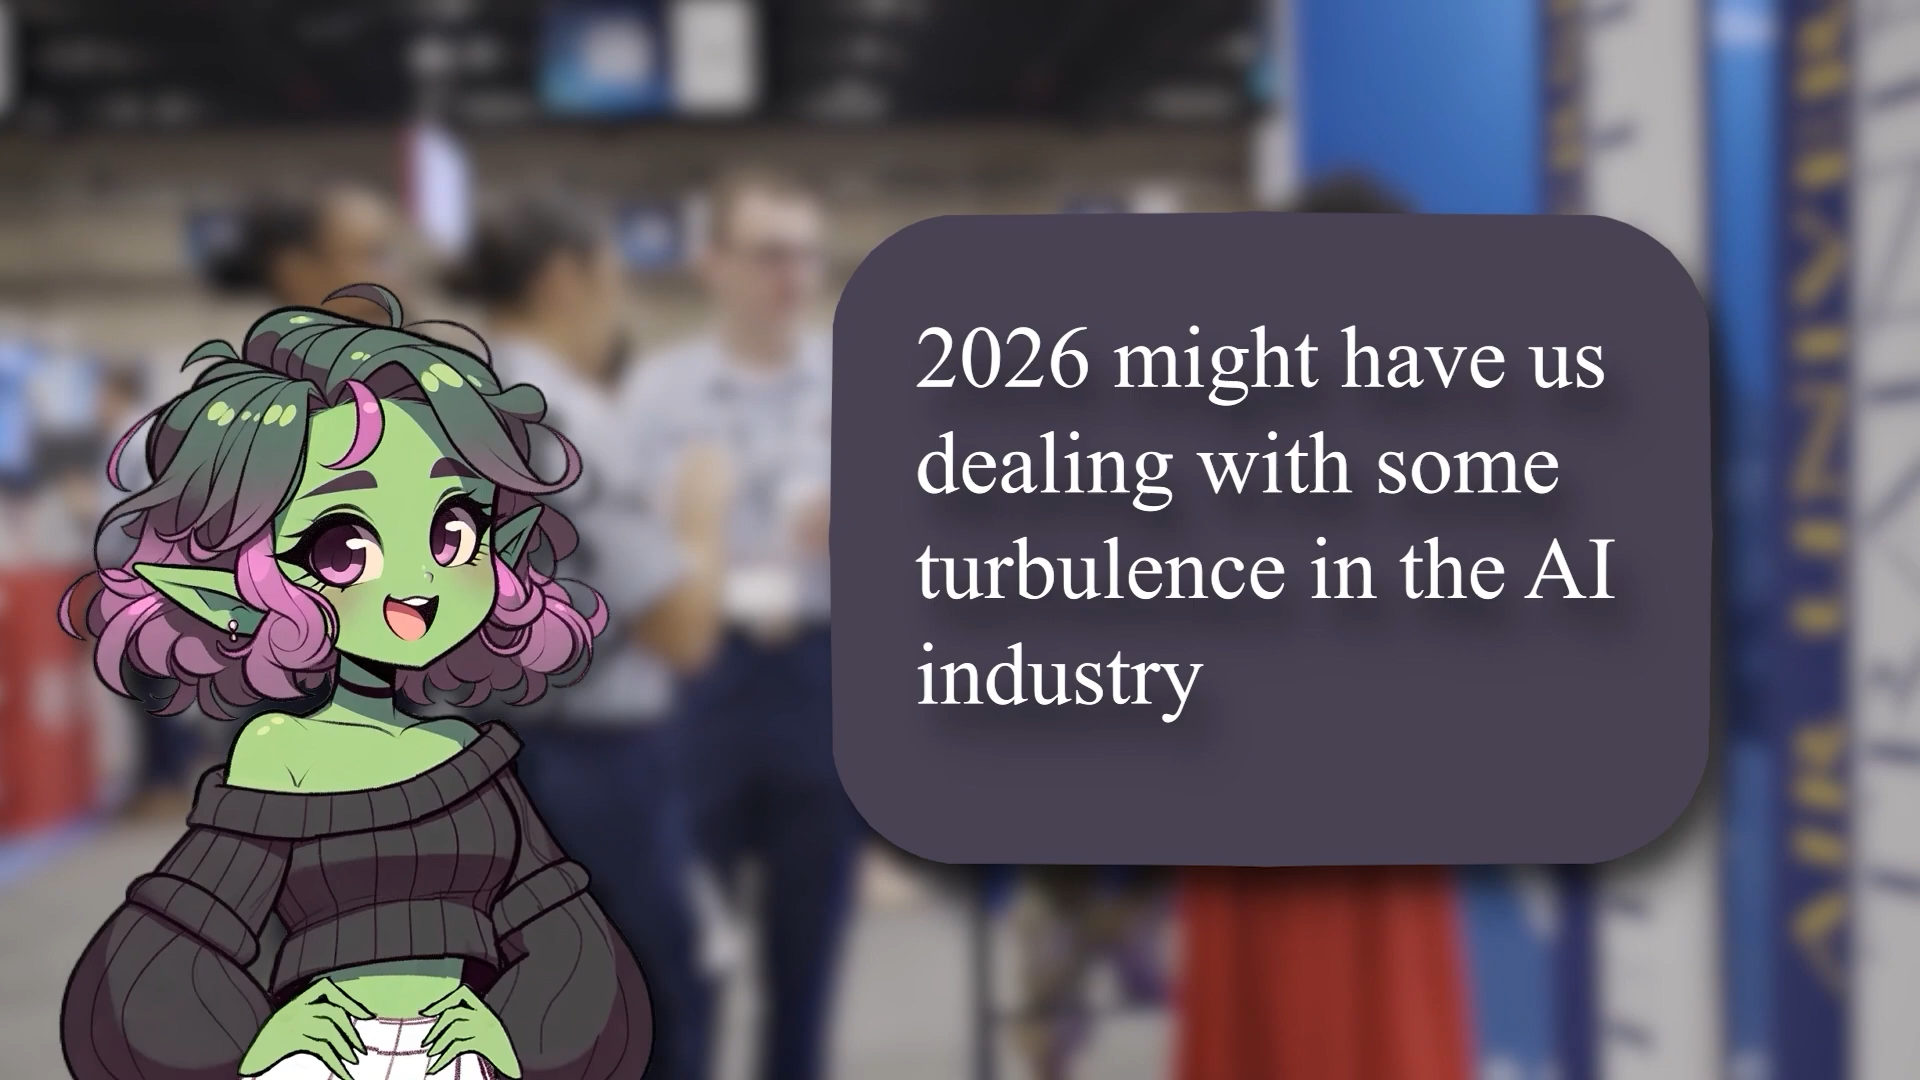 2026 might have us
dealing with some
turbulence in the AI
industry